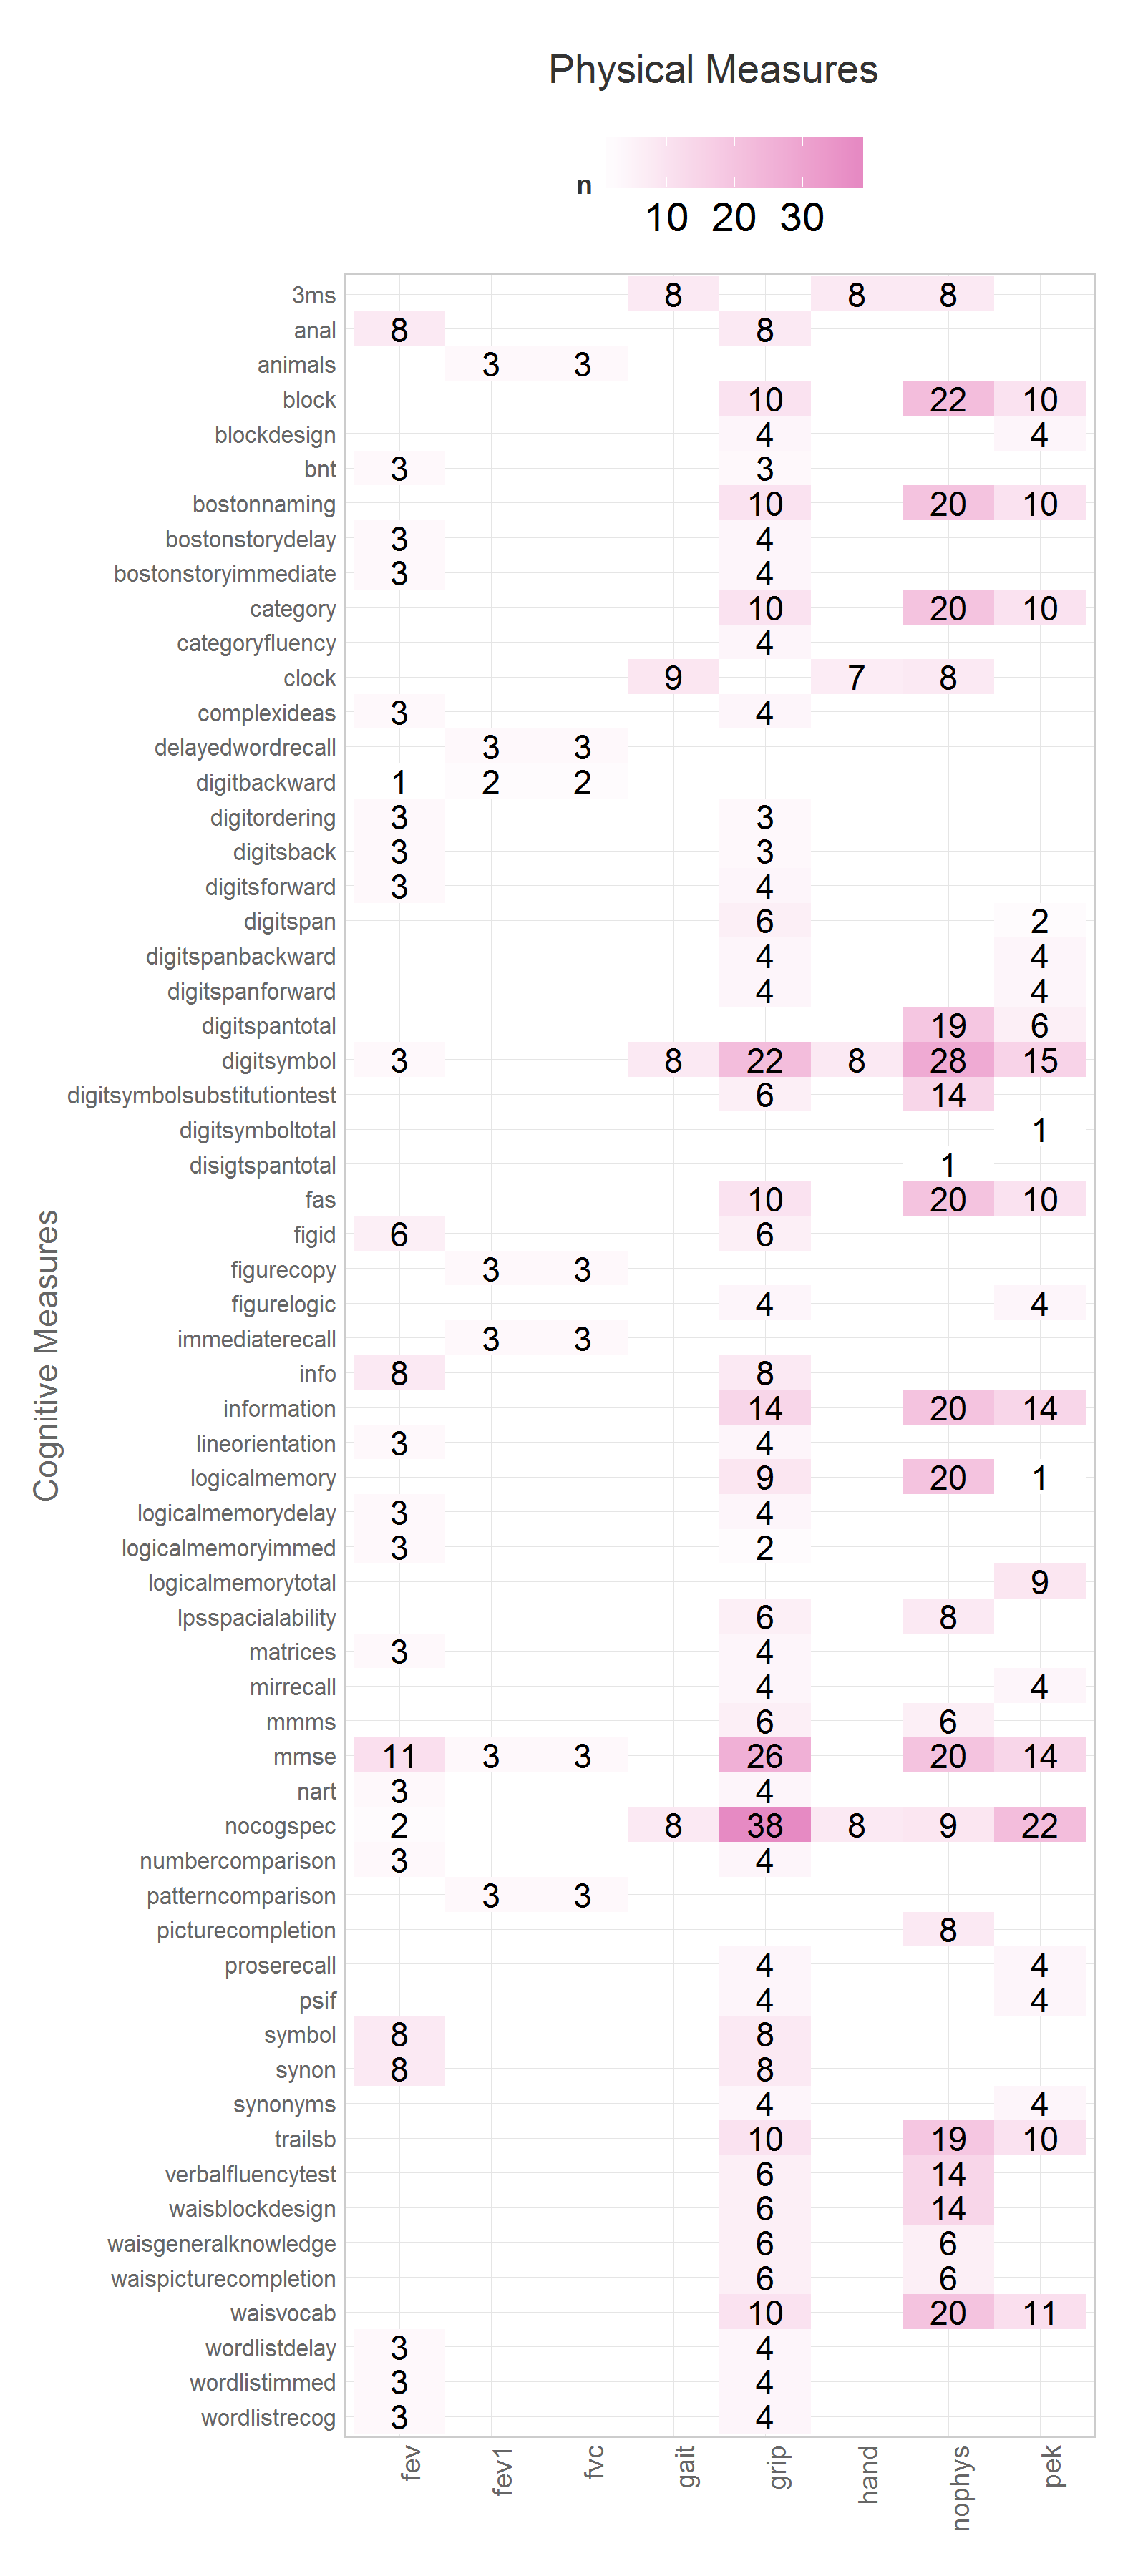 Physical Measures
n
10 20 30
3ms 8 8 8
anal 8 8
animals 3 3
block 10 22 10
blockdesign 4 4
bnt 3 3
bostonnaming 10 20 10
bostonstorydelay 3 4
bostonstoryimmediate 3 4
category 10 20 10
categoryfluency 4
clock 9 7 8
complexideas 3 4
delayedwordrecall 3 3
digitbackward 1 2 2
digitordering 3 3
digitsback 3 3
digitsforward 3 4
digitspan 6 2
digitspanbackward 4 4
digitspanforward 4 4
digitspantotal 19 6
digitsymbol 3 8 22 8 28 15
digitsymbolsubstitutiontest 6 14
digitsymboltotal 1
disigtspantotal 1
fas 10 20 10
figid 6 6
figurecopy 3 3
figurelogic 4 4
immediaterecall 3 3
info 8 8
information 14 20 14
lineorientation 3 4
logicalmemory 9 20 1
logicalmemorydelay 3 4
logicalmemoryimmed 3 2
logicalmemorytotal 9
lpsspacialability 6 8
matrices 3 4
mirrecall 4 4
mmms 6 6
mmse 11 3 3 26 20 14
nart 3 4
nocogspec 2 8 38 8 9 22
numbercomparison 3 4
patterncomparison 3 3
picturecompletion 8
proserecall 4 4
psif 4 4
symbol 8 8
synon 8 8
synonyms 4 4
trailsb 10 19 10
verbalfluencytest 6 14
waisblockdesign 6 14
waisgeneralknowledge 6 6
waispicturecompletion 6 6
waisvocab 10 20 11
wordlistdelay 3 4
wordlistimmed 3 4
wordlistrecog 3 4
Cognitive Measures
fev fev1 fvc gait grip hand nophys pek